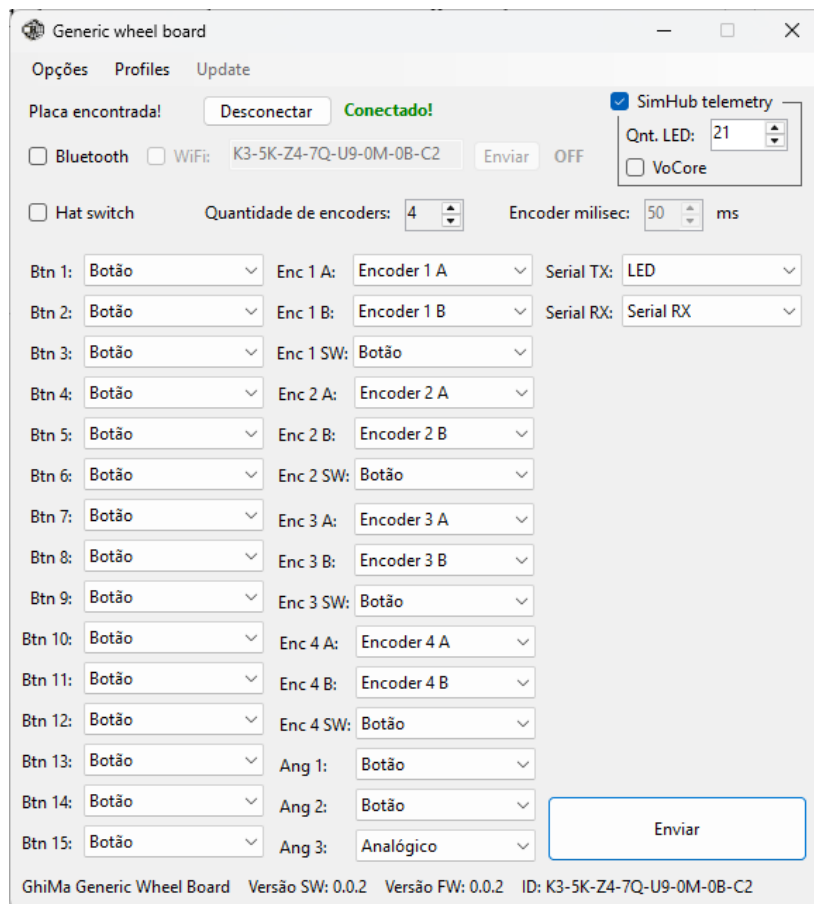 Generic wheel board
Opções Profiles Update
Placa encontrada! Desconectar Conectado! SimHub telemetry
Qnt. LED: 21
Bluetooth WiFi: K3-5K-Z4-7Q-U9-0M-0B-C2 Enviar OFF
VoCore
Hat switch Quantidade de encoders: 4 Encoder milisec: 50 ms
Btn 1: Botão Enc 1 A: Encoder 1 A Serial TX: LED
Btn 2: Botão Enc 1 B: Encoder 1 B Serial RX: Serial RX
Btn 3: Botão Enc 1 SW: Botão
Btn 4: Botão Enc 2 A: Encoder 2 A
Btn 5: Botão Enc 2 B: Encoder 2 B
Btn 6: Botão Enc 2 SW: Botão
Btn 7: Botão Enc 3 A: Encoder 3 A
Btn 8: Botão Enc 3 B: Encoder 3 B
Btn 9: Botão Enc 3 SW: Botão
Btn 10: Botão Enc 4 A: Encoder 4 A
Btn 11: Botão Enc 4 B: Encoder 4 B
Btn 12: Botão Enc 4 SW: Botão
Btn 13: Botão Ang 1: Botão
Btn 14: Botão Ang 2: Botão
Enviar
Btn 15: Botão Ang 3: Analógico
GhiMa Generic Wheel Board Versão SW: 0.0.2 Versão FW: 0.0.2 ID: K3-5K-Z4-7Q-U9-0M-0B-C2